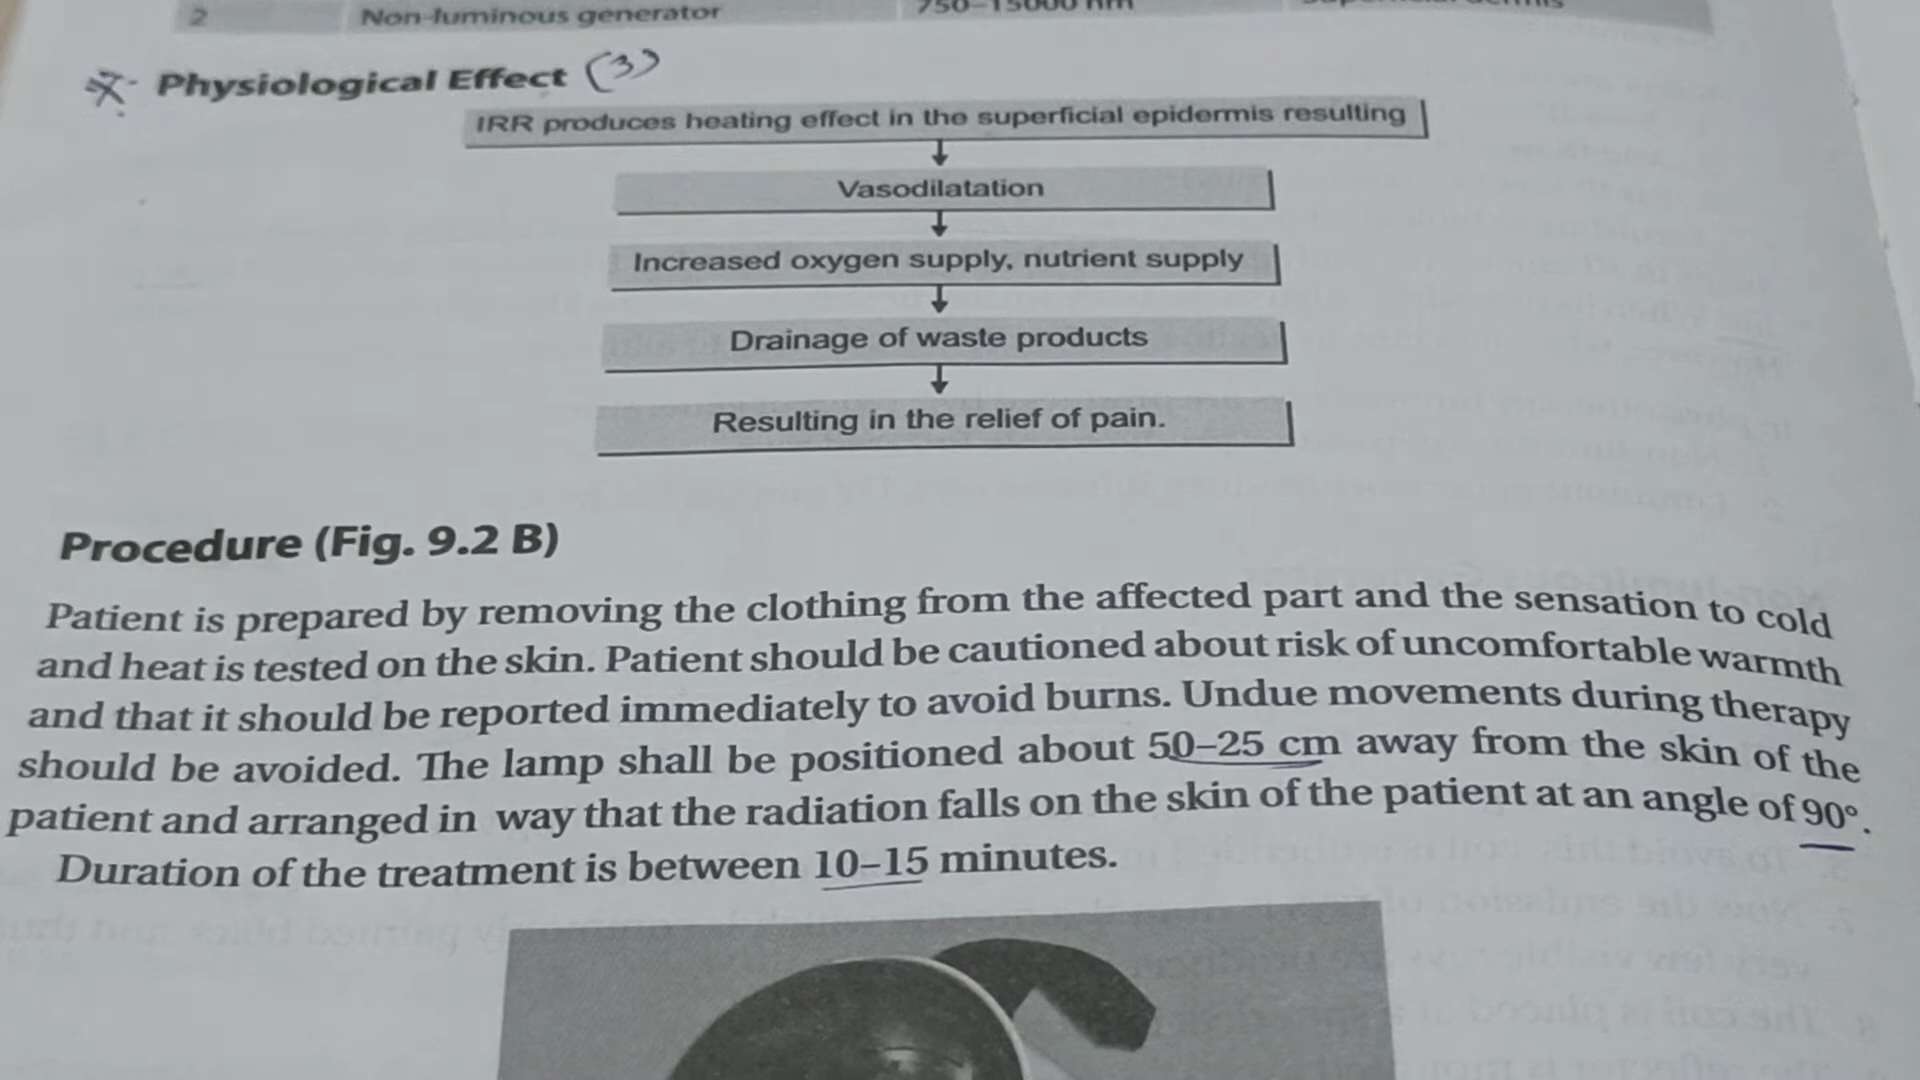 2 Non-luminous generator 750–15000 nm
Physiological Effect (3)
IRR produces heating effect in the superficial epidermis resulting
Vasodilatation
Increased oxygen supply, nutrient supply
Drainage of waste products
Resulting in the relief of pain.
Procedure (Fig. 9.2 B)
Patient is prepared by removing the clothing from the affected part and the sensation to cold
and heat is tested on the skin. Patient should be cautioned about risk of uncomfortable warmth
and that it should be reported immediately to avoid burns. Undue movements during therapy
should be avoided. The lamp shall be positioned about 50–25 cm away from the skin of the
patient and arranged in way that the radiation falls on the skin of the patient at an angle of 90°.
Duration of the treatment is between 10–15 minutes.